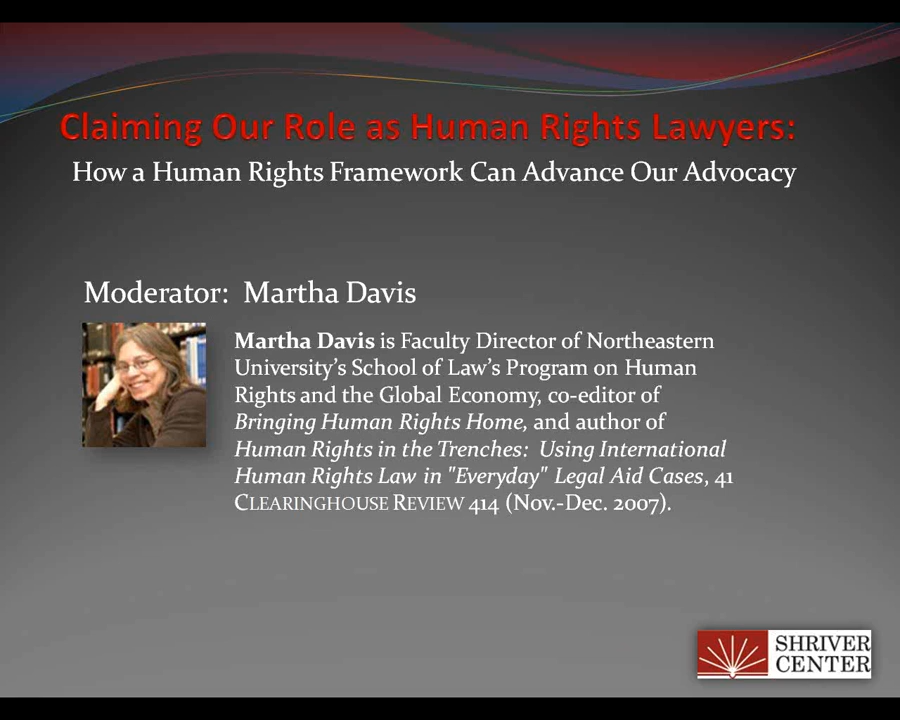 Claiming Our Role as Human Rights Lawyers:
How a Human Rights Framework Can Advance Our Advocacy
Moderator: Martha Davis
Martha Davis is Faculty Director of Northeastern
University’s School of Law’s Program on Human
Rights and the Global Economy, co-editor of
Bringing Human Rights Home, and author of
Human Rights in the Trenches: Using International
Human Rights Law in "Everyday" Legal Aid Cases, 41
CLEARINGHOUSE REVIEW 414 (Nov.-Dec. 2007).
SHRIVER
CENTER